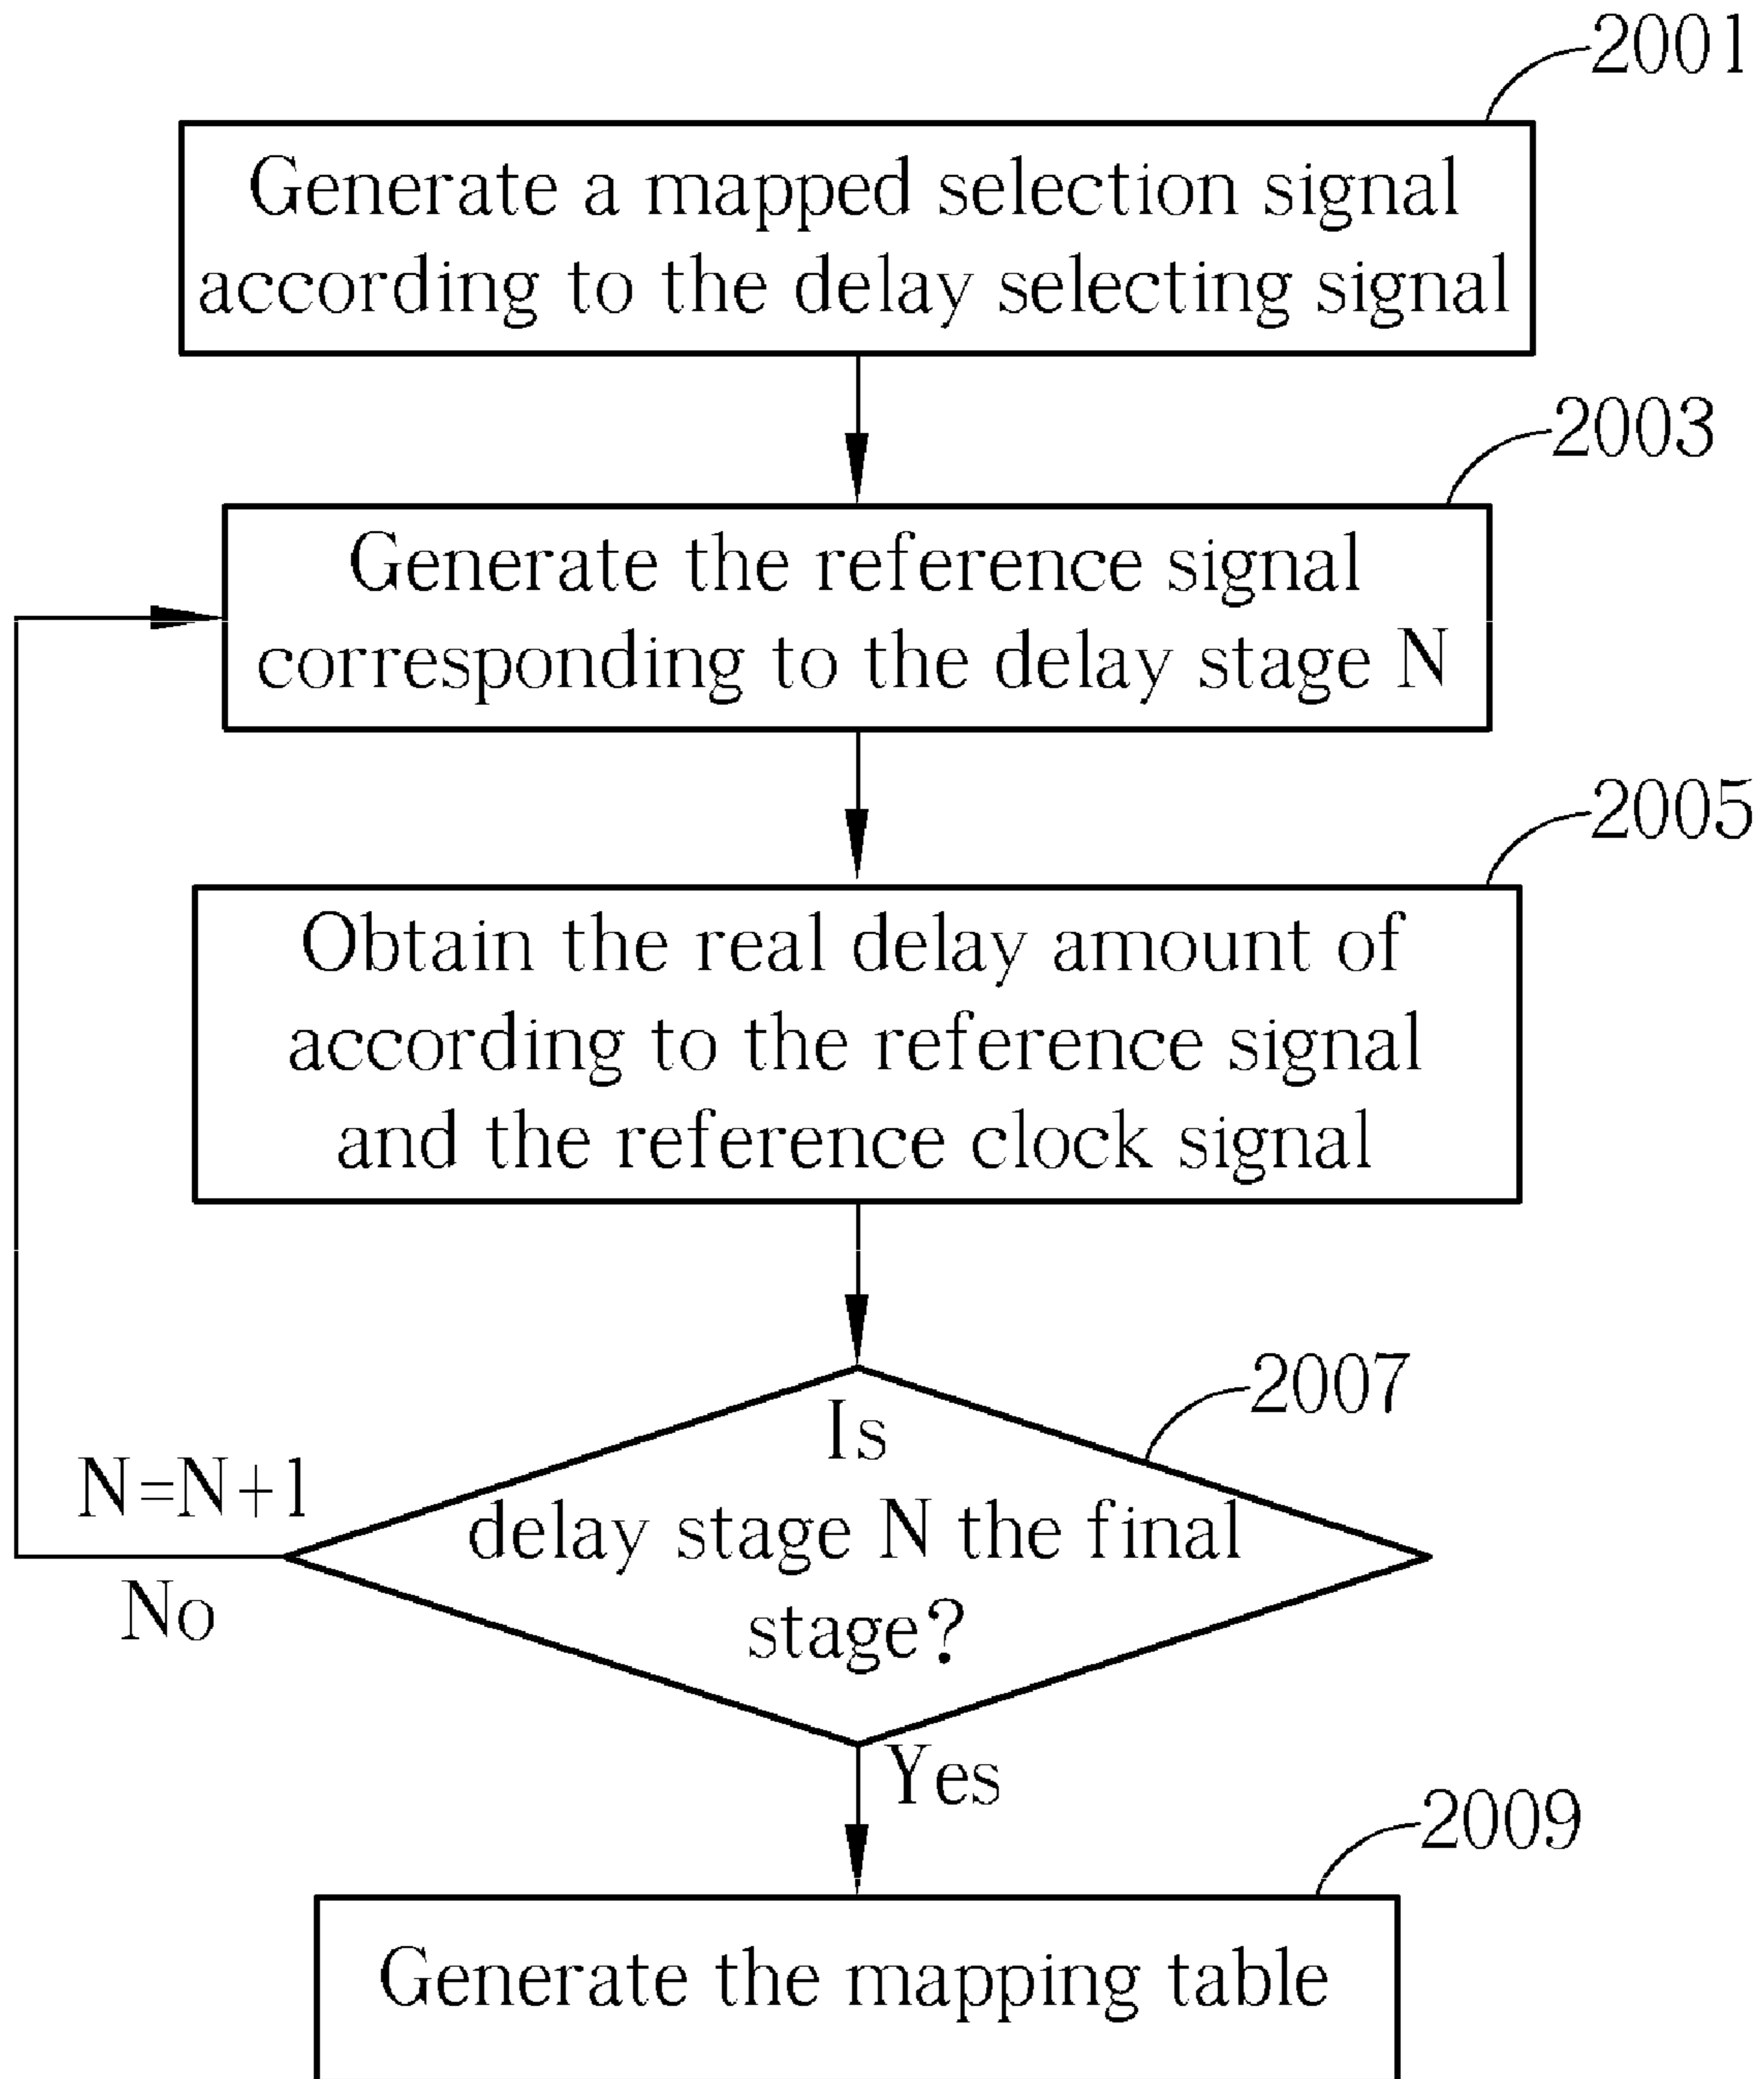 2001
Generate a mapped selection signal
according to the delay selecting signal
2003
Generate the reference signal
corresponding to the delay stage N
2005
Obtain the real delay amount of
according to the reference signal
and the reference clock signal
2007
Is
delay stage N the final
stage?
N=N+1
No
Yes
2009
Generate the mapping table